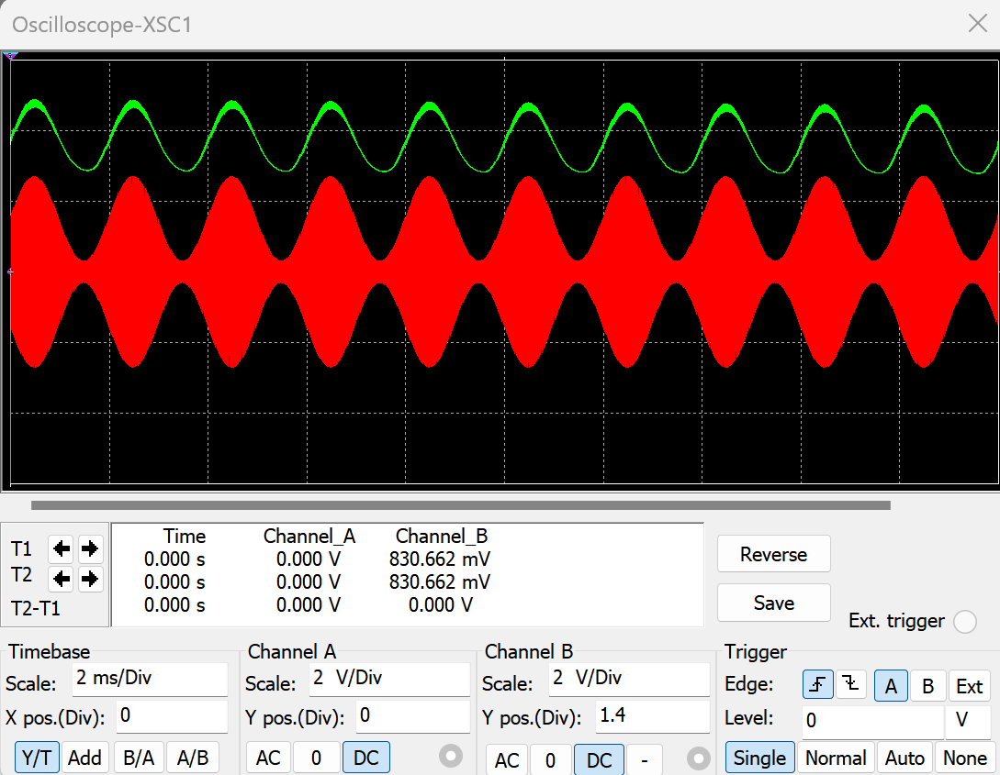 Oscilloscope-XSC1
Time Channel_A Channel_B
T1 0.000 s 0.000 V 830.662 mV
T2 0.000 s 0.000 V 830.662 mV
T2-T1 0.000 s 0.000 V 0.000 V
Reverse
Save
Ext. trigger
Timebase
Scale: 2 ms/Div
X pos.(Div): 0
Y/T Add B/A A/B
Channel A
Scale: 2 V/Div
Y pos.(Div): 0
AC 0 DC
Channel B
Scale: 2 V/Div
Y pos.(Div): 1.4
AC 0 DC -
Trigger
Edge: A B Ext
Level: 0 V
Single Normal Auto None